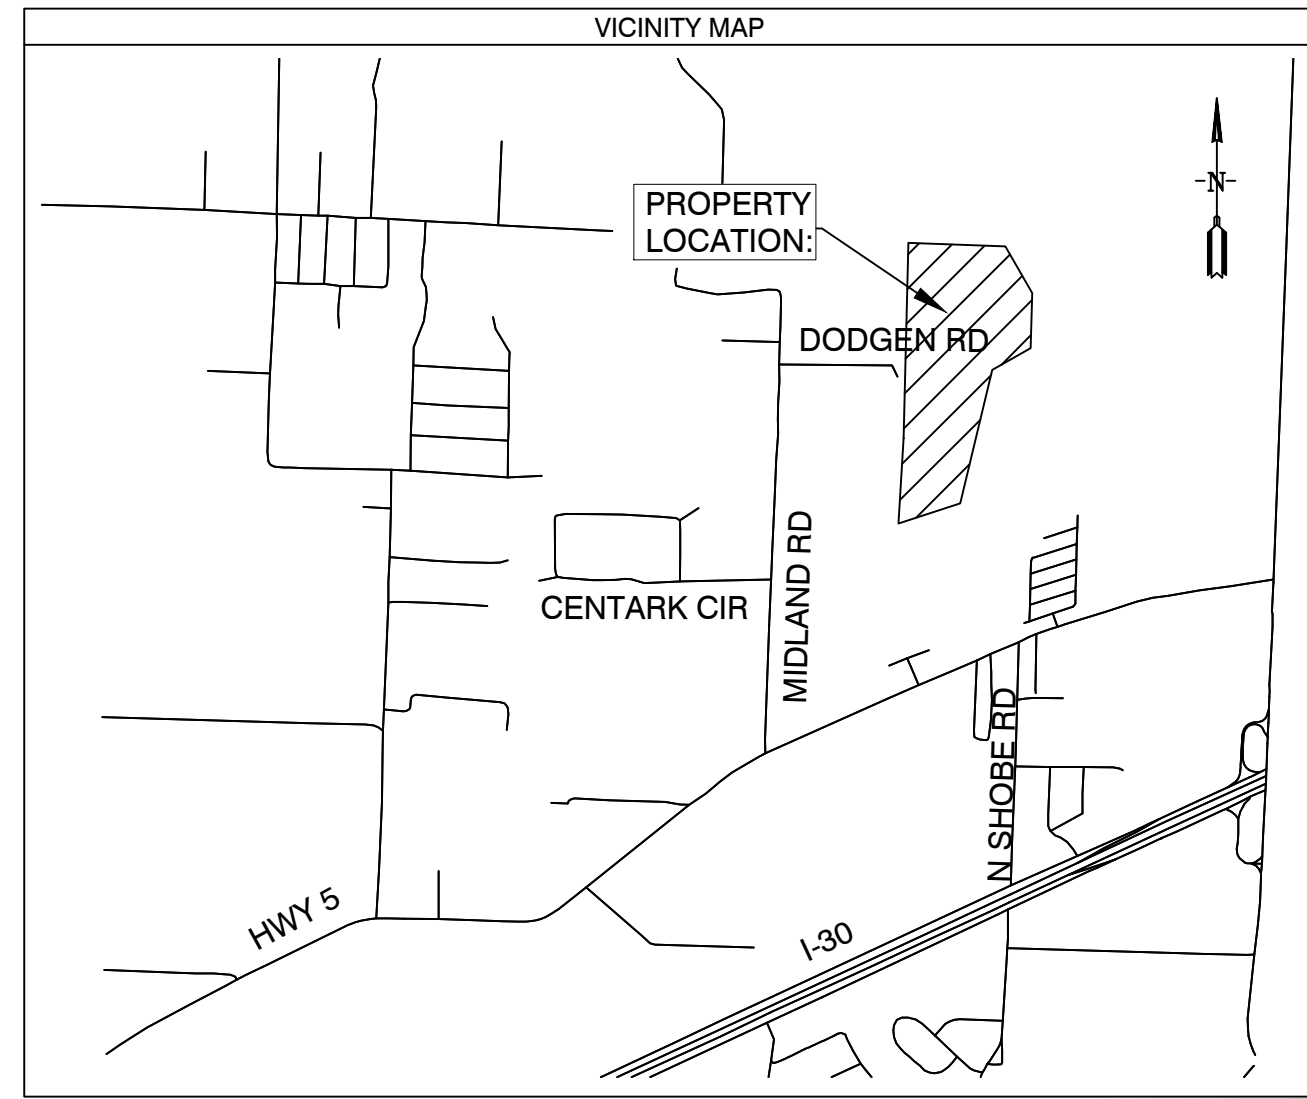 VICINITY MAP
-N-
PROPERTY
LOCATION:
DODGEN RD
MIDLAND RD
CENTARK CIR
N SHOBE RD
HWY 5
I-30